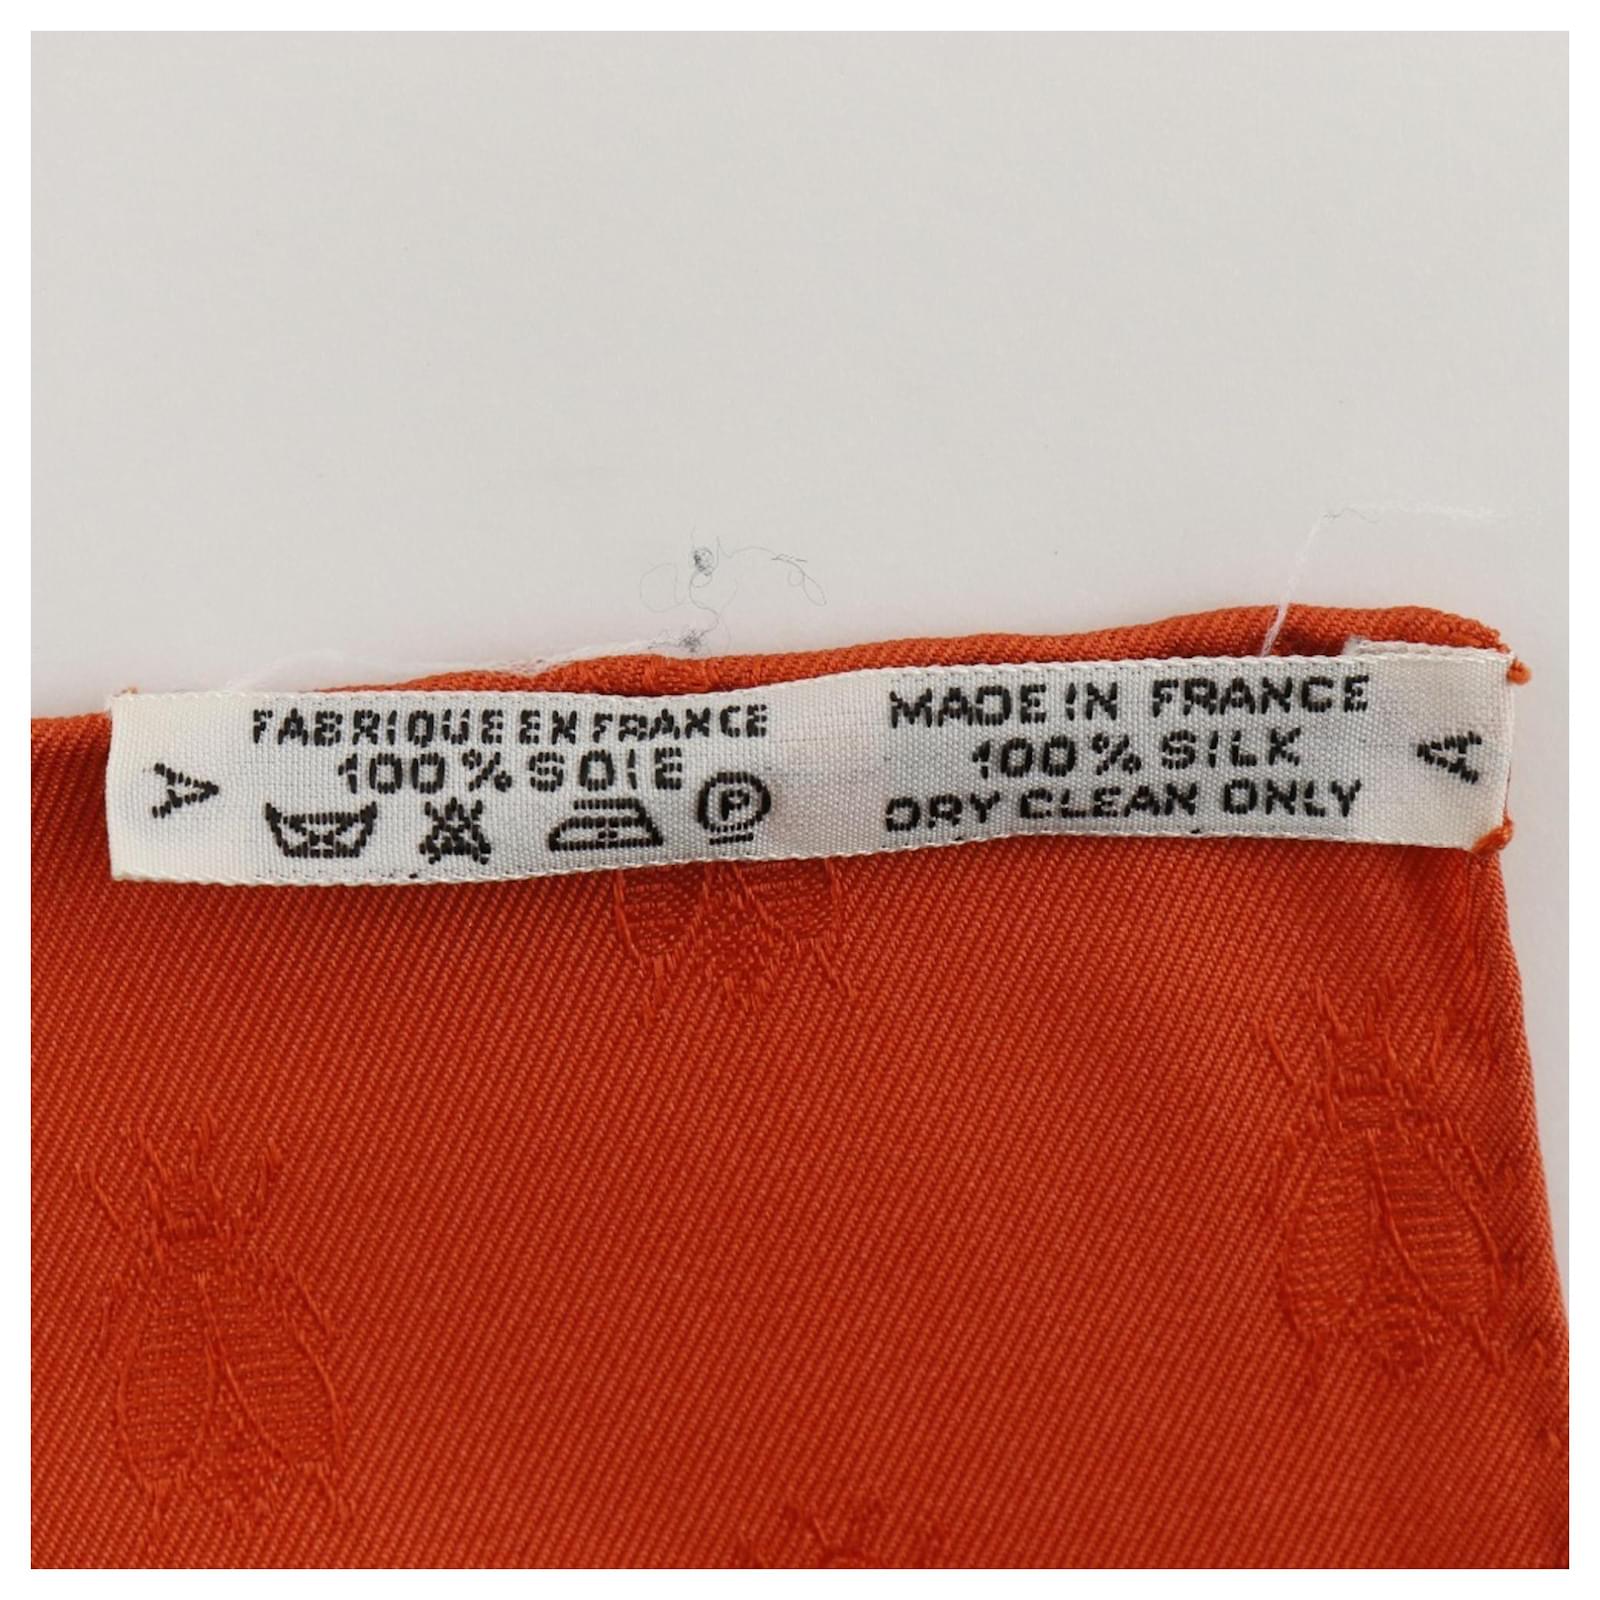 A
FABRIQUE EN FRANCE
100% SOIE
P
MADE IN FRANCE
100% SILK
DRY CLEAN ONLY
A